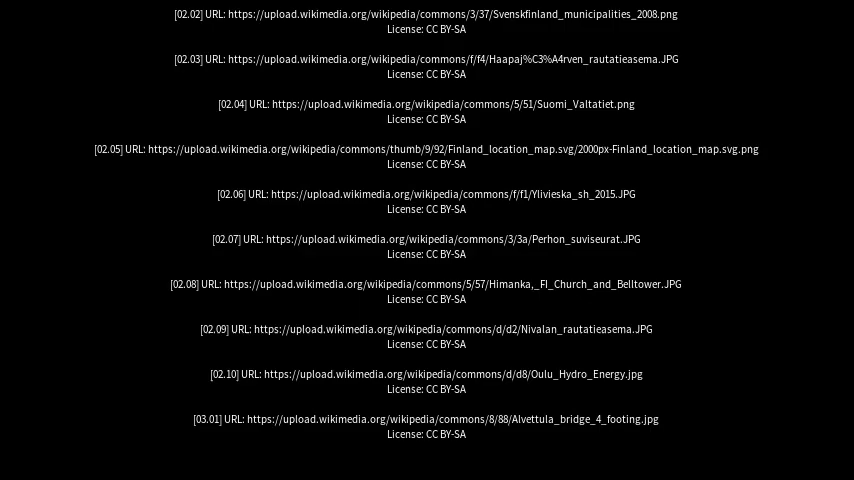 [02.02] URL: https://upload.wikimedia.org/wikipedia/commons/3/37/Svenskfinland_municipalities_2008.png
License: CC BY-SA
[02.03] URL: https://upload.wikimedia.org/wikipedia/commons/f/f4/Haapaj%C3%A4rven_rautatieasema.JPG
License: CC BY-SA
[02.04] URL: https://upload.wikimedia.org/wikipedia/commons/5/51/Suomi_Valtatiet.png
License: CC BY-SA
[02.05] URL: https://upload.wikimedia.org/wikipedia/commons/thumb/9/92/Finland_location_map.svg/2000px-Finland_location_map.svg.png
License: CC BY-SA
[02.06] URL: https://upload.wikimedia.org/wikipedia/commons/f/f1/Ylivieska_sh_2015.JPG
License: CC BY-SA
[02.07] URL: https://upload.wikimedia.org/wikipedia/commons/3/3a/Perhon_suviseurat.JPG
License: CC BY-SA
[02.08] URL: https://upload.wikimedia.org/wikipedia/commons/5/57/Himanka,_FI_Church_and_Belltower.JPG
License: CC BY-SA
[02.09] URL: https://upload.wikimedia.org/wikipedia/commons/d/d2/Nivalan_rautatieasema.JPG
License: CC BY-SA
[02.10] URL: https://upload.wikimedia.org/wikipedia/commons/d/d8/Oulu_Hydro_Energy.jpg
License: CC BY-SA
[03.01] URL: https://upload.wikimedia.org/wikipedia/commons/8/88/Alvettula_bridge_4_footing.jpg
License: CC BY-SA